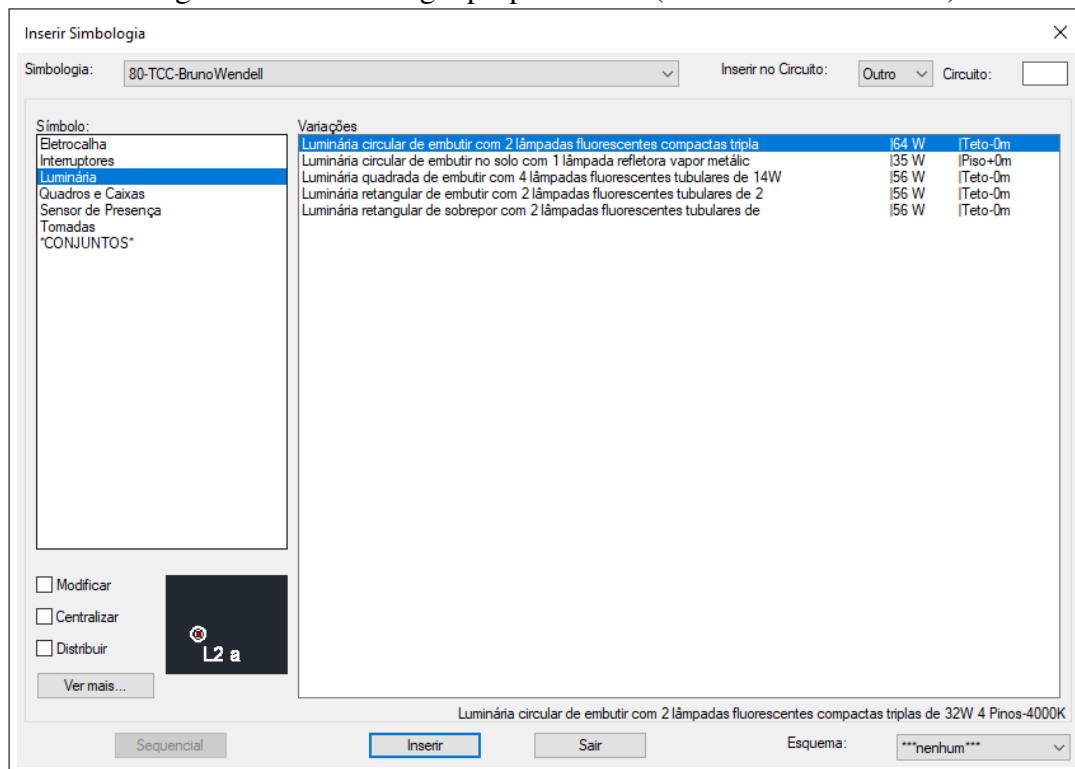 Inserir Simbologia
Simbologia: 80-TCC-BrunoWendell Inserir no Circuito: Outro Circuito:
Símbolo:
Eletrocalha
Interruptores
Luminária
Quadros e Caixas
Sensor de Presença
Tomadas
*CONJUNTOS*
Variações
Luminária circular de embutir com 2 lâmpadas fluorescentes compactas tripla |64 W |Teto-0m
Luminária circular de embutir no solo com 1 lâmpada refletora vapor metálic |35 W |Piso+0m
Luminária quadrada de embutir com 4 lâmpadas fluorescentes tubulares de 14W |56 W |Teto-0m
Luminária retangular de embutir com 2 lâmpadas fluorescentes tubulares de 2 |56 W |Teto-0m
Luminária retangular de sobrepor com 2 lâmpadas fluorescentes tubulares de |56 W |Teto-0m
Modificar
Centralizar
Distribuir
L2 a
Ver mais...
Luminária circular de embutir com 2 lâmpadas fluorescentes compactas triplas de 32W 4 Pinos-4000K
Sequencial Inserir Sair Esquema: ***nenhum***